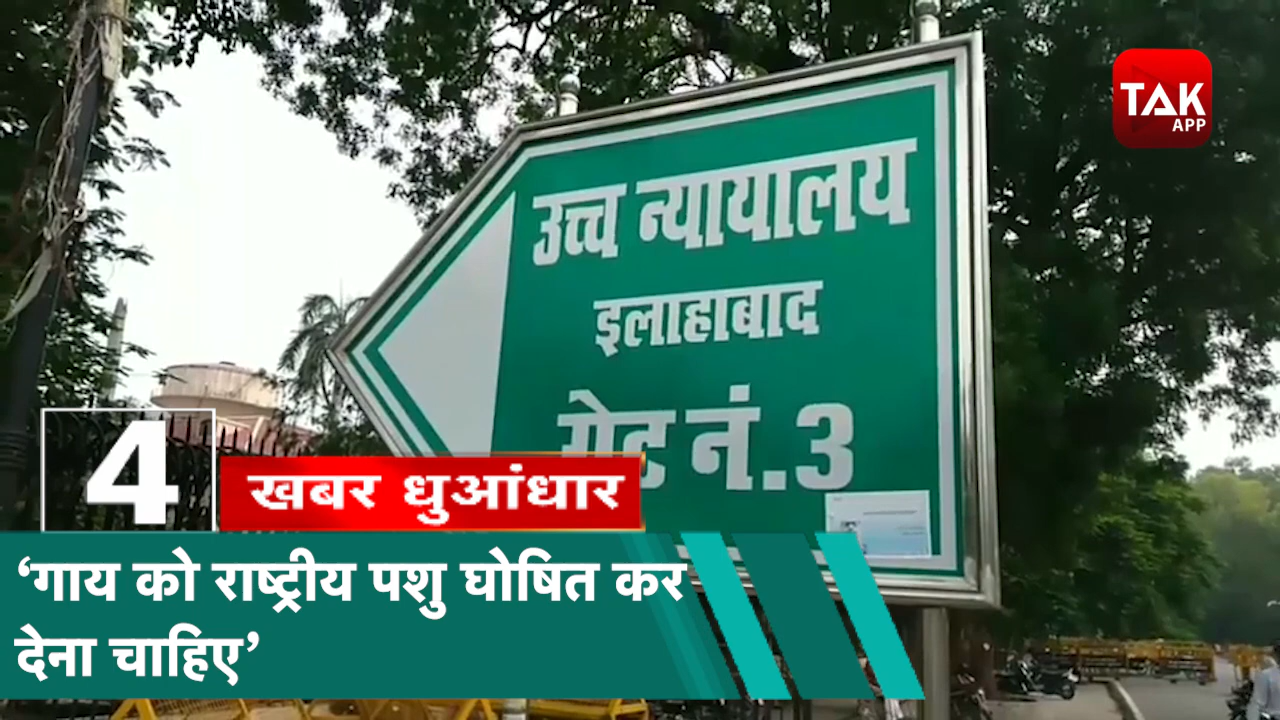 TAK
APP
उच्च न्यायालय
इलाहाबाद
गेट नं.3
4
खबर धुआंधार
‘गाय को राष्ट्रीय पशु घोषित कर
देना चाहिए’